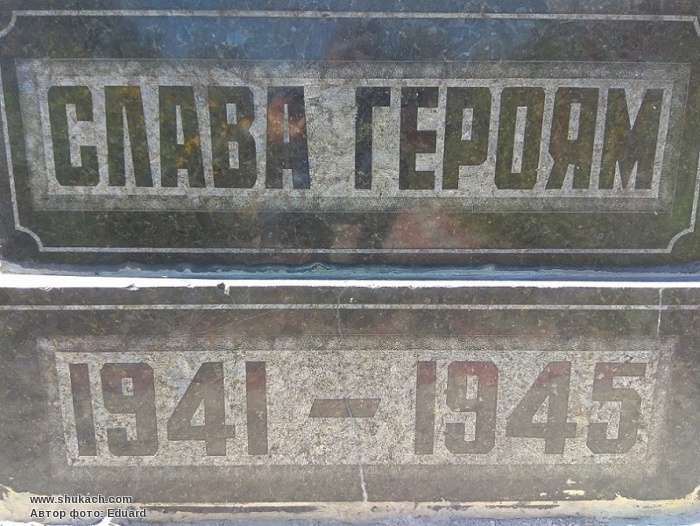 СЛАВА ГЕРОЯМ
1941 – 1945
www.shukach.com
Автор фото: Eduard